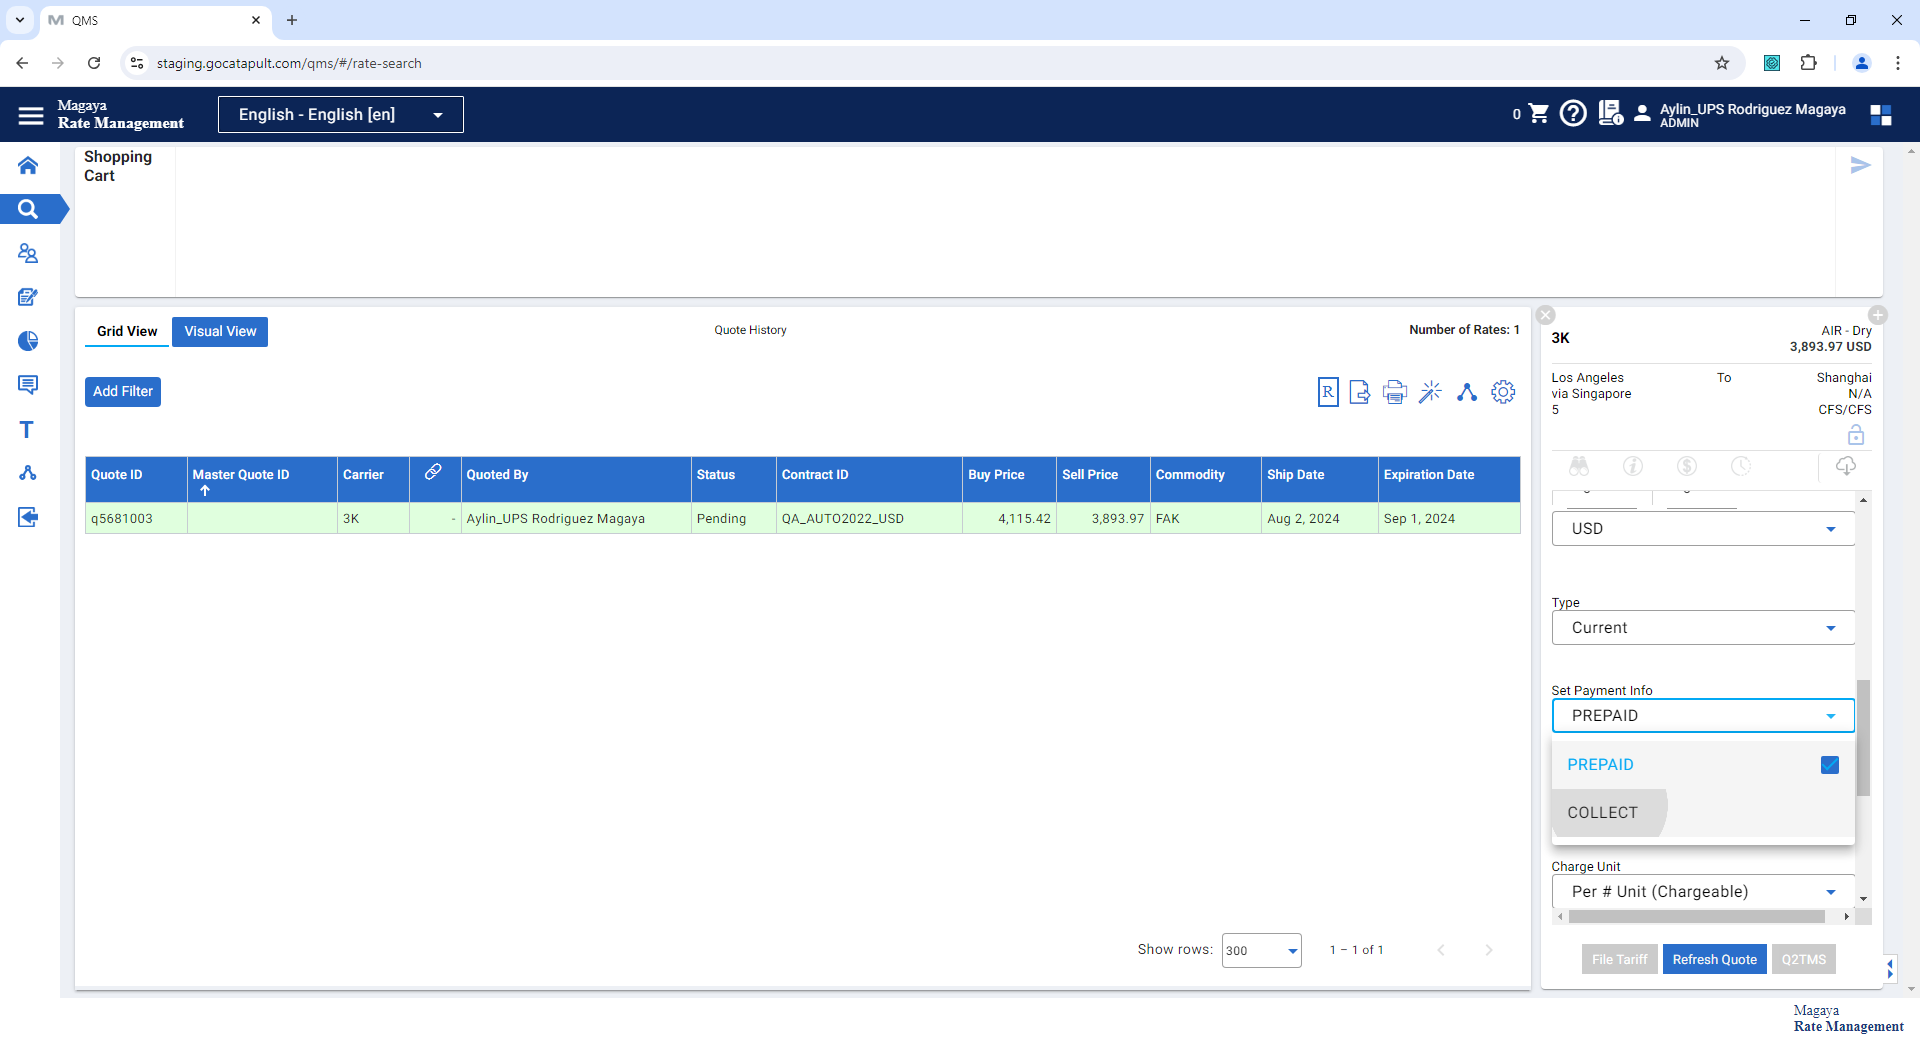 QMS
staging.gocatapult.com/qms/#/rate-search
Magaya
Rate Management
English - English [en]
0
Aylin_UPS Rodriguez Magaya
ADMIN
Shopping
Cart
Grid View
Visual View
Quote History
Number of Rates: 1
Add Filter
R
Quote ID
Master Quote ID
Carrier
Quoted By
Status
Contract ID
Buy Price
Sell Price
Commodity
Ship Date
Expiration Date
q5681003
3K
-
Aylin_UPS Rodriguez Magaya
Pending
QA_AUTO2022_USD
4,115.42
3,893.97
FAK
Aug 2, 2024
Sep 1, 2024
Show rows:
300
1 – 1 of 1
3K
AIR - Dry
3,893.97 USD
Los Angeles
To
Shanghai
via Singapore
N/A
5
CFS/CFS
USD
Type
Current
Set Payment Info
PREPAID
PREPAID
COLLECT
Charge Unit
Per # Unit (Chargeable)
File Tariff
Refresh Quote
Q2TMS
Magaya
Rate Management